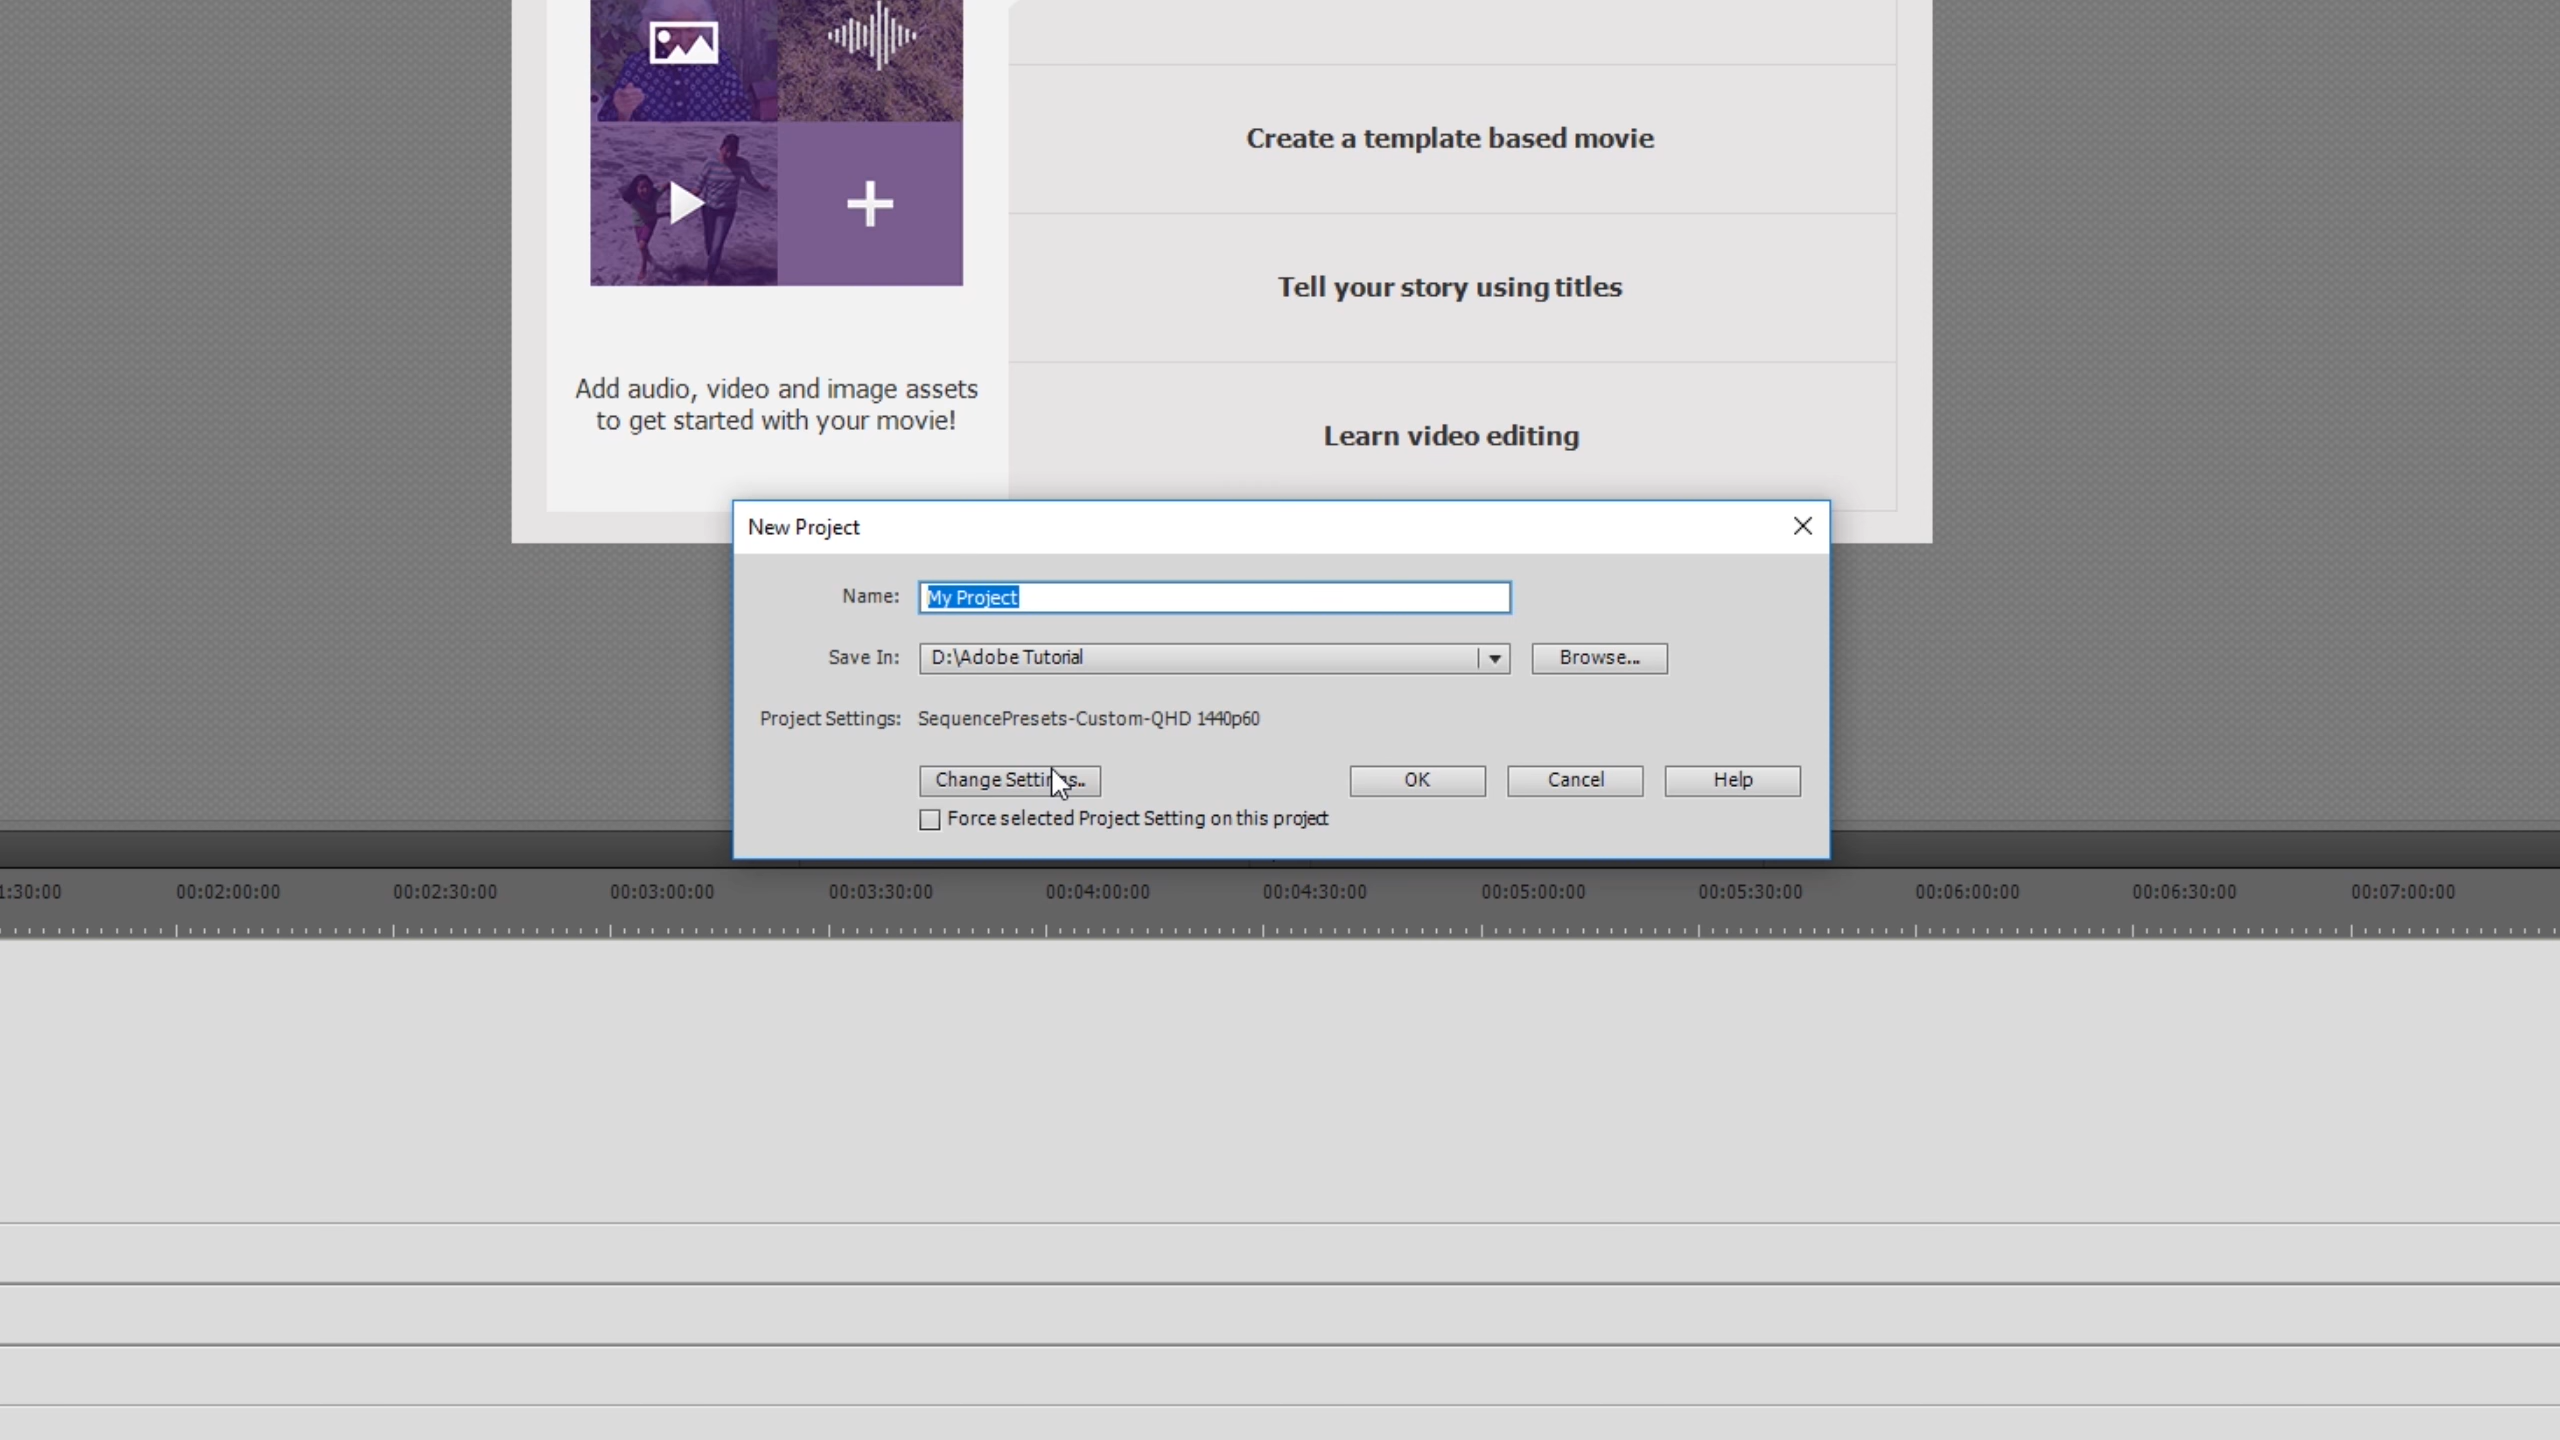 Create a template based movie
Tell your story using titles
Add audio, video and image assets
to get started with your movie!
Learn video editing
New Project
Name: My Project
Save In: D:\Adobe Tutorial Browse...
Project Settings: SequencePresets-Custom-QHD 1440p60
Change Settings.. OK Cancel Help
Force selected Project Setting on this project
1:30:00 00:02:00:00 00:02:30:00 00:03:00:00 00:03:30:00 00:04:00:00 00:04:30:00 00:05:00:00 00:05:30:00 00:06:00:00 00:06:30:00 00:07:00:00